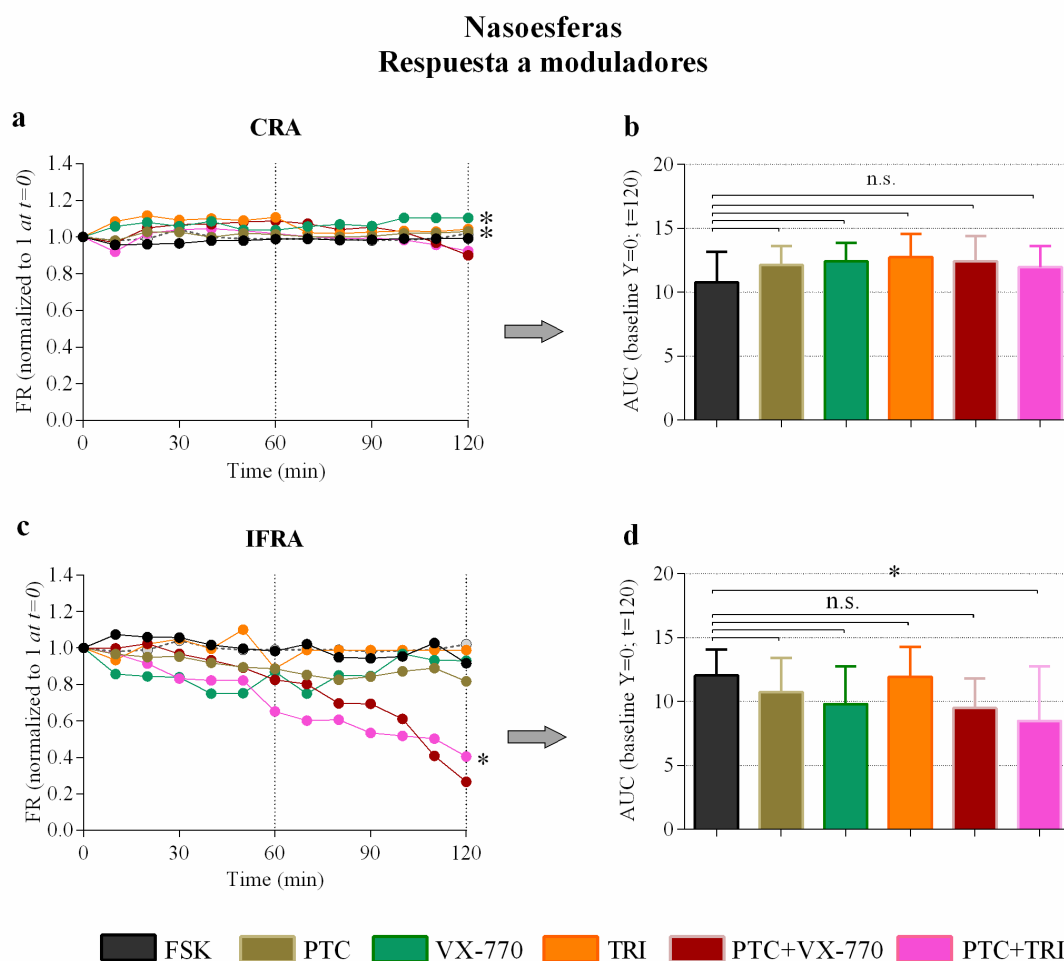 Nasoesferas
Respuesta a moduladores
a
CRA
FR (normalized to 1 at t=0)
1.4
1.2
1.0
0.8
0.6
0.4
0.2
0.0
0 30 60 90 120
Time (min)
*
*
b
AUC (baseline Y=0; t=120)
20
15
10
5
0
n.s.
c
IFRA
FR (normalized to 1 at t=0)
1.4
1.2
1.0
0.8
0.6
0.4
0.2
0.0
0 30 60 90 120
Time (min)
*
d
AUC (baseline Y=0; t=120)
20
15
10
5
0
*
n.s.
FSK PTC VX-770 TRI PTC+VX-770 PTC+TRI